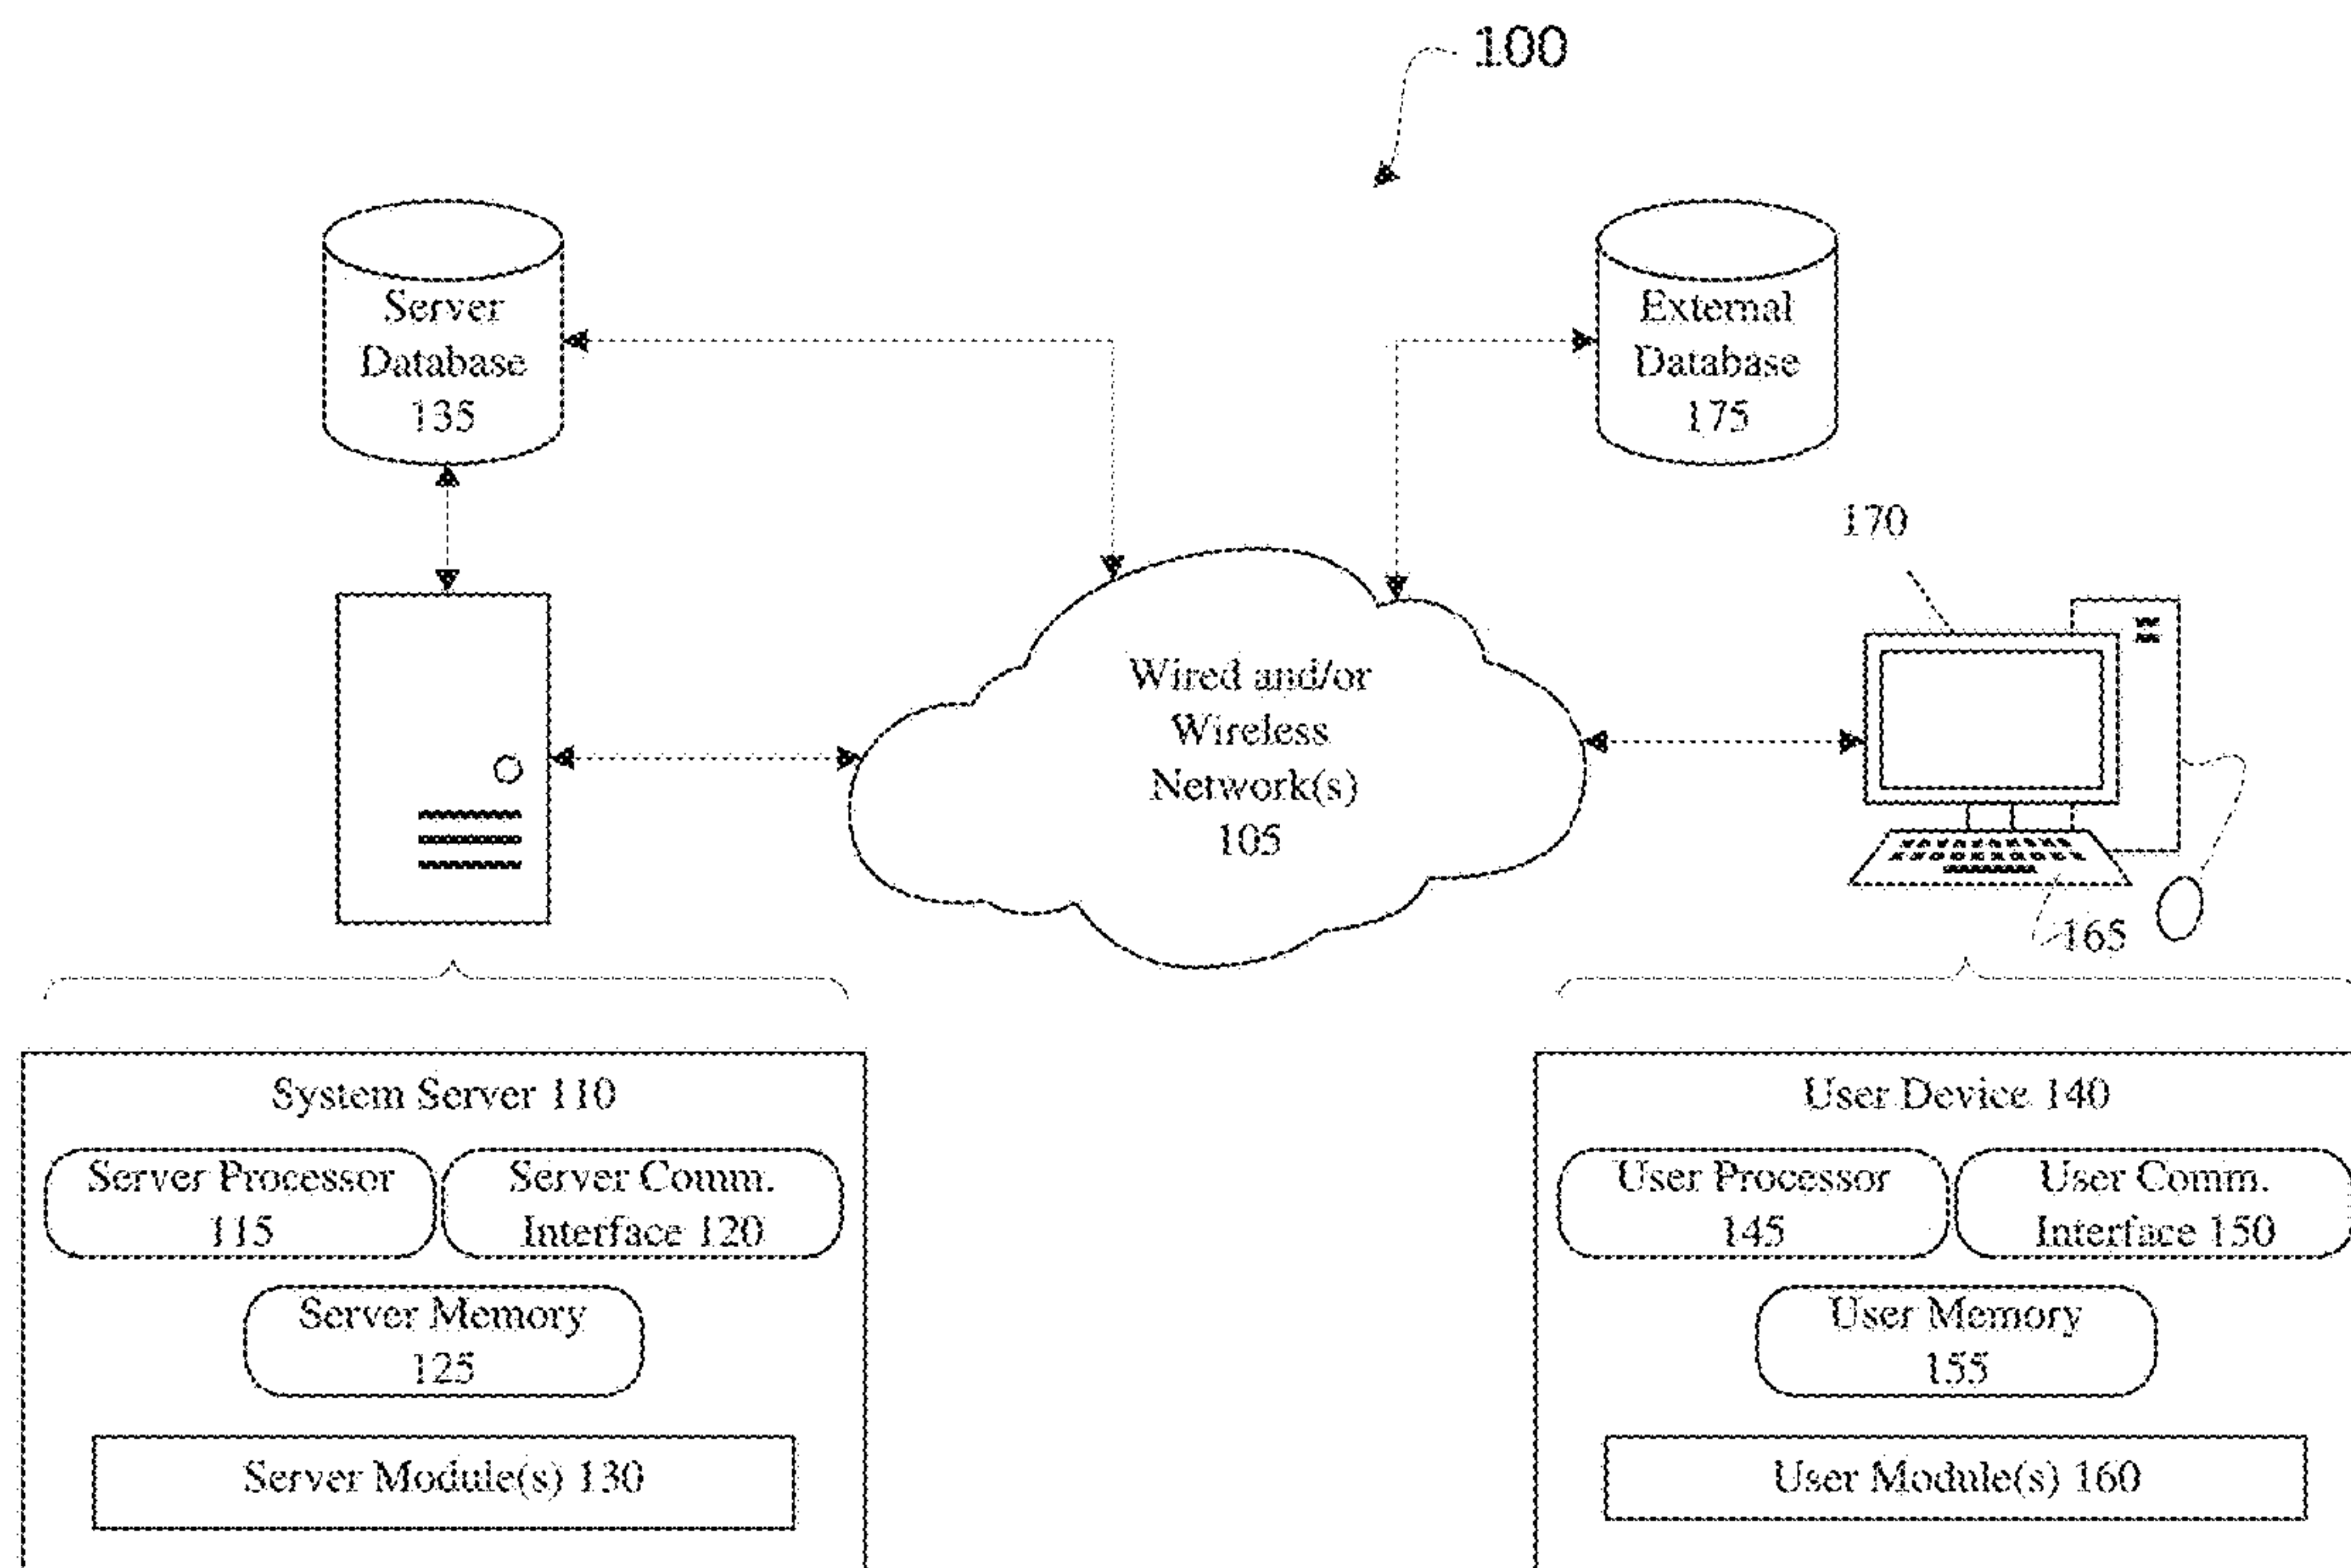 100
Server
Database
135
External
Database
175
170
Wired and/or
Wireless
Network(s)
105
165
System Server 110
Server Processor
115
Server Comm.
Interface 120
Server Memory
125
Server Module(s) 130
User Device 140
User Processor
145
User Comm.
Interface 150
User Memory
155
User Module(s) 160